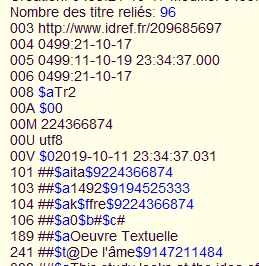 Nombre des titre reliés: 96
003 http://www.idref.fr/209685697
004 0499:21-10-17
005 0499:11-10-19 23:34:37.000
006 0499:21-10-17
008 $aTr2
00A $00
00M 224366874
00U utf8
00V $02019-10-11 23:34:37.031
101 ##$aita$9224366874
103 ##$a1492$9194525333
104 ##$ak$ffre$9224366874
106 ##$a0$b#$c#
189 ##$aOeuvre Textuelle
241 ##$t@De l'âme$9147211484